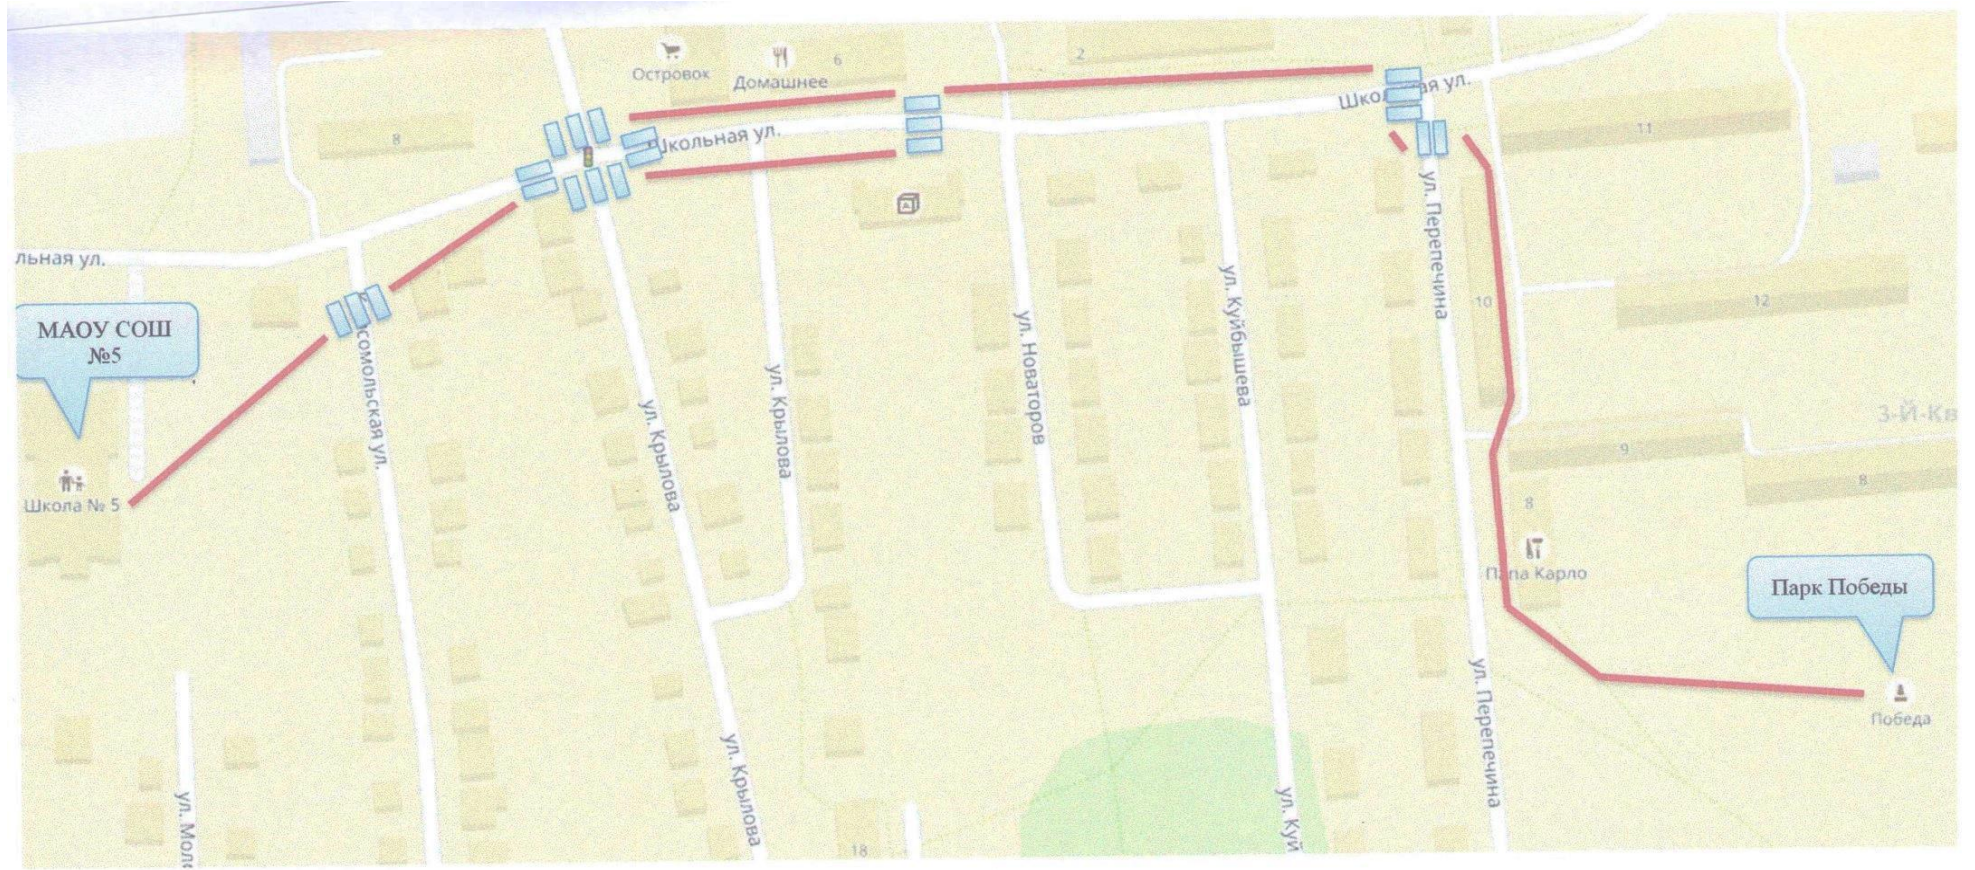 Островок
Домашнее
6
2
8
Школьная ул.
Школьная ул.
11
льная ул.
МАОУ СОШ
№5
Школа № 5
сомольская ул.
ул. Крылова
ул. Крылова
ул. Крылова
ул. Новаторов
ул. Куйбышева
ул. Куй
ул. Перепечина
ул. Перепечина
10
12
3-Й-Кв
9
8
8
Папа Карло
Парк Победы
Победа
ул. Мол
18